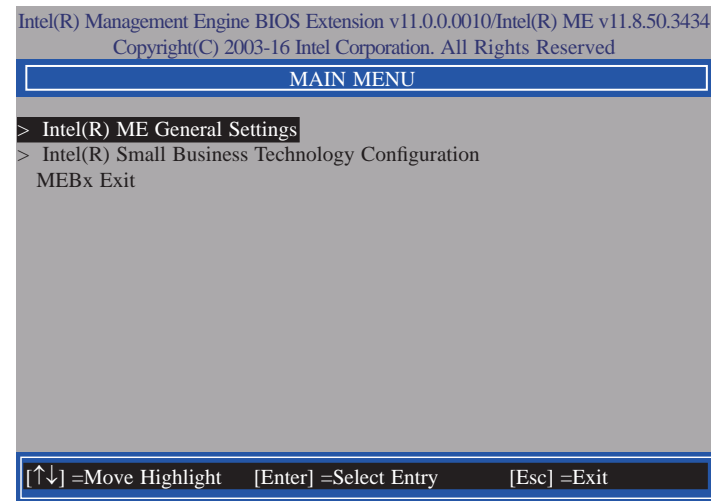 Intel(R) Management Engine BIOS Extension v11.0.0.0010/Intel(R) ME v11.8.50.3434
Copyright(C) 2003-16 Intel Corporation. All Rights Reserved
MAIN MENU
> Intel(R) ME General Settings
> Intel(R) Small Business Technology Configuration
MEBx Exit
[↑↓] =Move Highlight [Enter] =Select Entry [Esc] =Exit